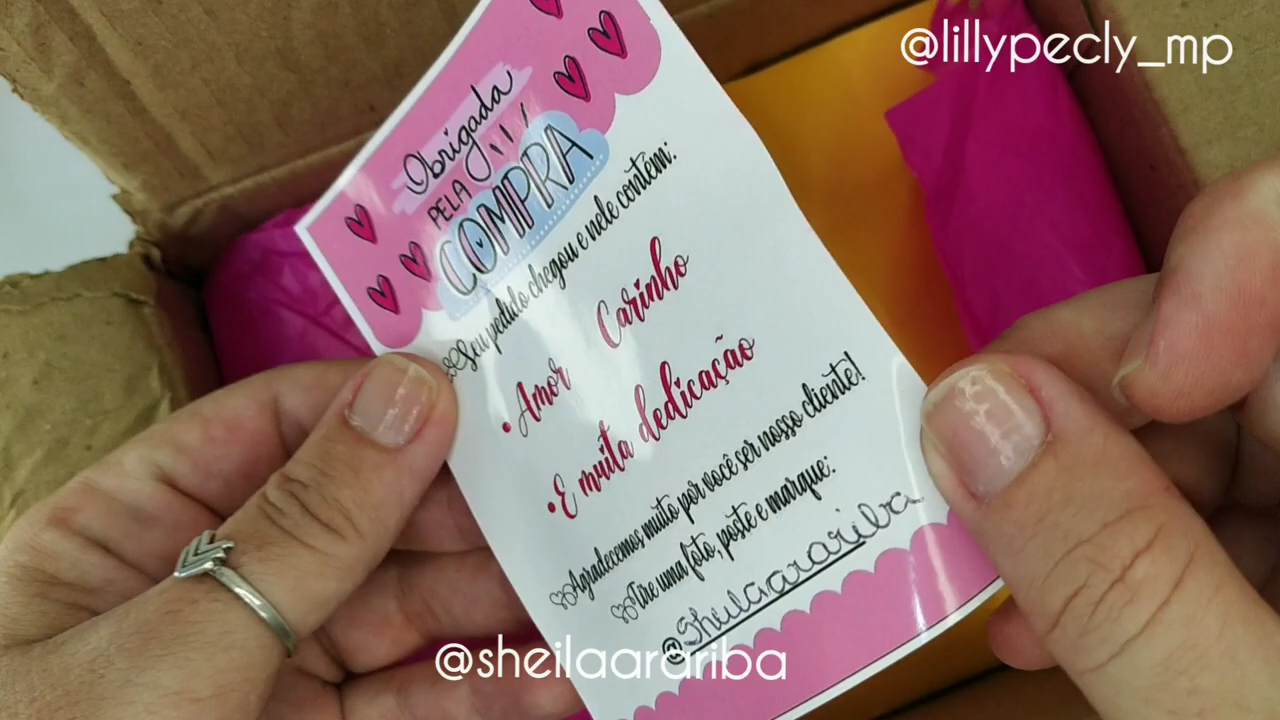 @lillypecly_mp
Obrigada
PELA
COMPRA
Seu pedido chegou e nele contém:
• Amor Carinho
• E muita dedicação
Agradecemos muito por você ser nosso cliente!
Tire uma foto, poste e marque:
@Sheilaarariba
@sheilaarariba